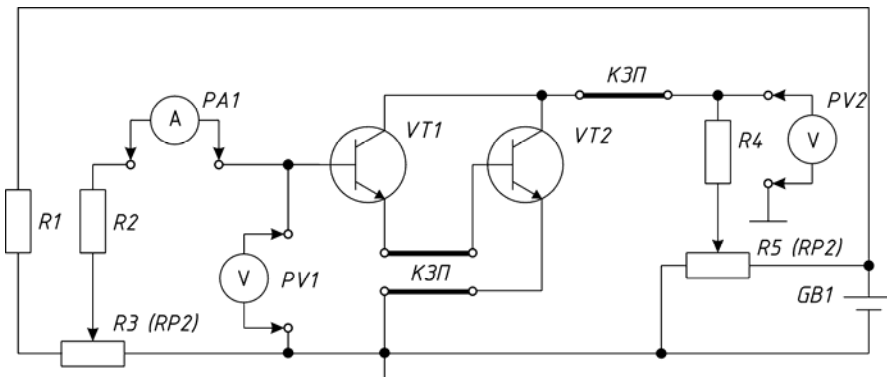 КЗП
PA1
PV2
A
VT1
VT2
R4
V
R1
R2
R5 (RP2)
V
PV1
КЗП
GB1
R3 (RP2)